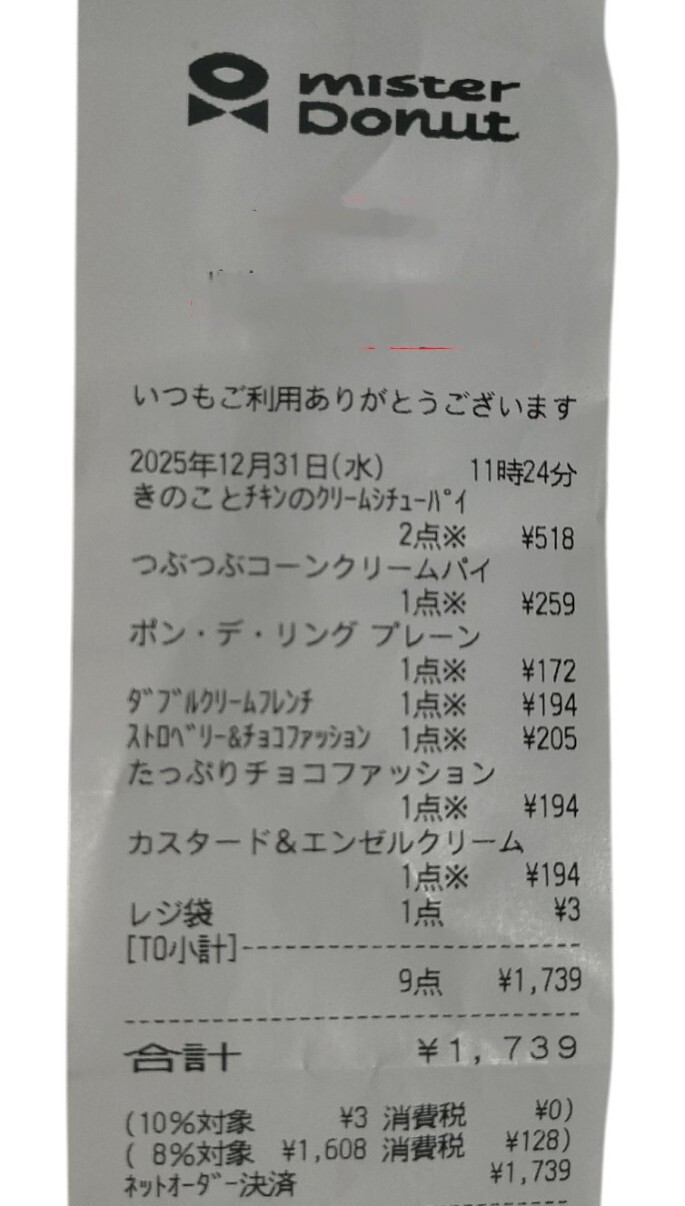 mister
Donut
いつもご利用ありがとうございます
2025年12月31日(水) 11時24分
きのことﾁｷﾝのｸﾘｰﾑｼﾁｭｰﾊﾟｲ
2点※ ¥518
つぶつぶコーンクリームパイ
1点※ ¥259
ポン・デ・リング プレーン
1点※ ¥172
ﾀﾞﾌﾞﾙｸﾘｰﾑﾌﾚﾝﾁ 1点※ ¥194
ｽﾄﾛﾍﾞﾘｰ&ﾁｮｺﾌｧｯｼｮﾝ 1点※ ¥205
たっぷりチョコファッション
1点※ ¥194
カスタード＆エンゼルクリーム
1点※ ¥194
レジ袋 1点 ¥3
[TO小計]-----------------------------
9点 ¥1,739
----------------------------------------
合計 ￥１，７３９
(10%対象 ¥3 消費税 ¥0)
( 8%対象 ¥1,608 消費税 ¥128)
ﾈｯﾄｵｰﾀﾞｰ決済 ¥1,739